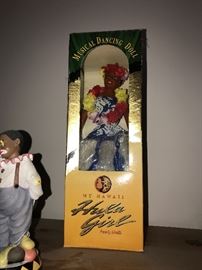 MUSICAL DANCING DOLL
MY HAWAII
Hula
Girl